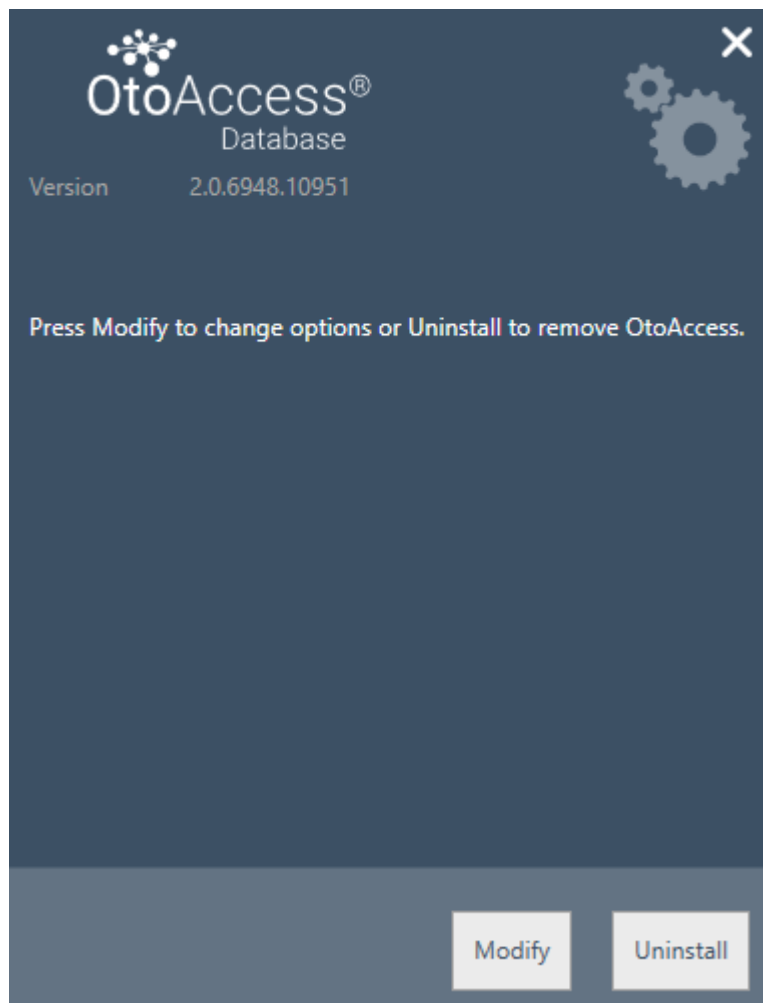 OtoAccess®
Database
Version 2.0.6948.10951
Press Modify to change options or Uninstall to remove OtoAccess.
Modify Uninstall